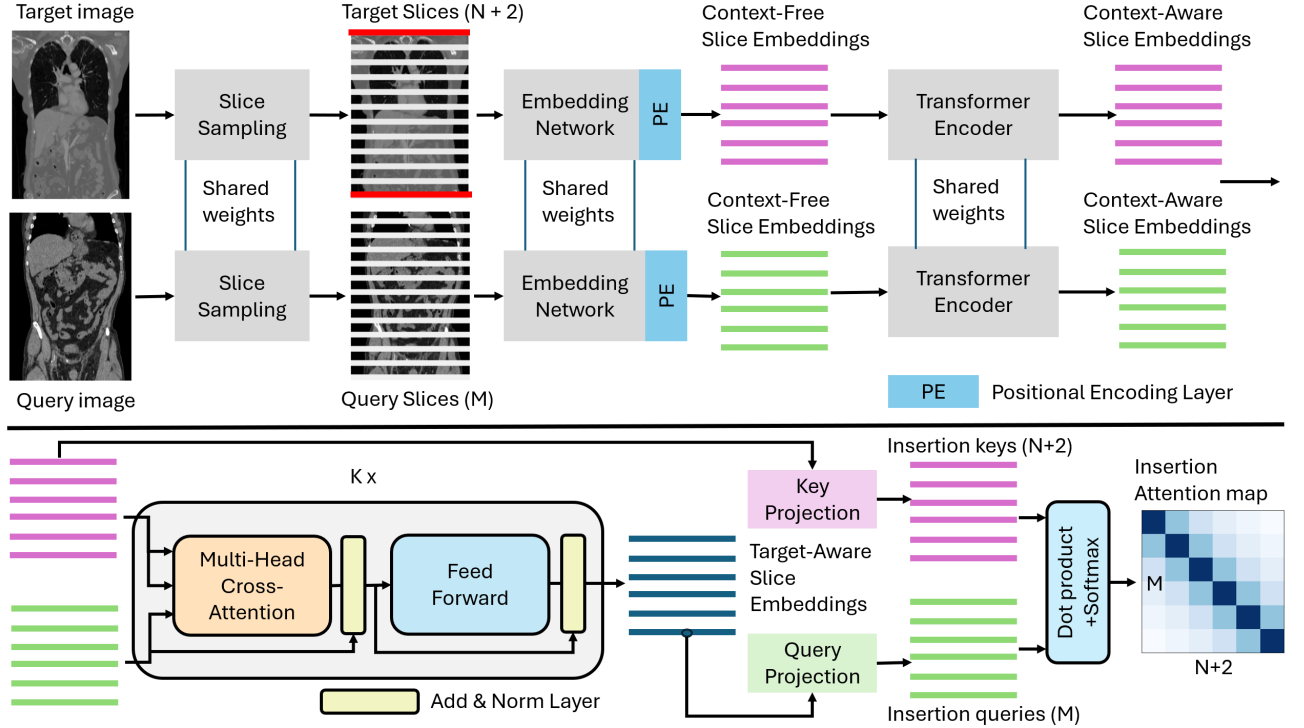 Target image
Target Slices (N + 2)
Context-Free
Slice Embeddings
Context-Aware
Slice Embeddings
Slice
Sampling
Embedding
Network
PE
Transformer
Encoder
Shared
weights
Shared
weights
Shared
weights
Context-Free
Slice Embeddings
Context-Aware
Slice Embeddings
Slice
Sampling
Embedding
Network
PE
Transformer
Encoder
Query image
Query Slices (M)
PE
Positional Encoding Layer
K x
Multi-Head
Cross-
Attention
Feed
Forward
Add & Norm Layer
Target-Aware
Slice
Embeddings
Key
Projection
Query
Projection
Insertion keys (N+2)
Insertion queries (M)
Dot product
+Softmax
Insertion
Attention map
M
N+2